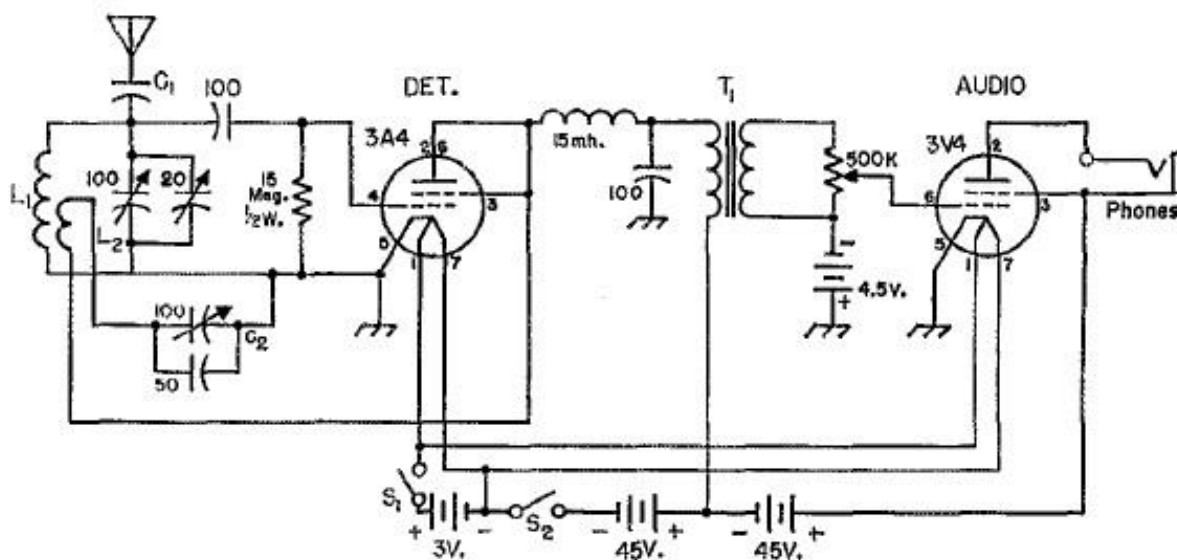 C1 100 DET. T1 AUDIO
3A4 2 6 15mh. 3V4 2
L1 100 20 15 Meg. 1/2W. 4 3 100 500K 6 3 Phones
L2 5 1 7 - 4.5V. + 5 1 7
100 C2
50
S1 + 3V. - S2 - 45V. + - 45V. +